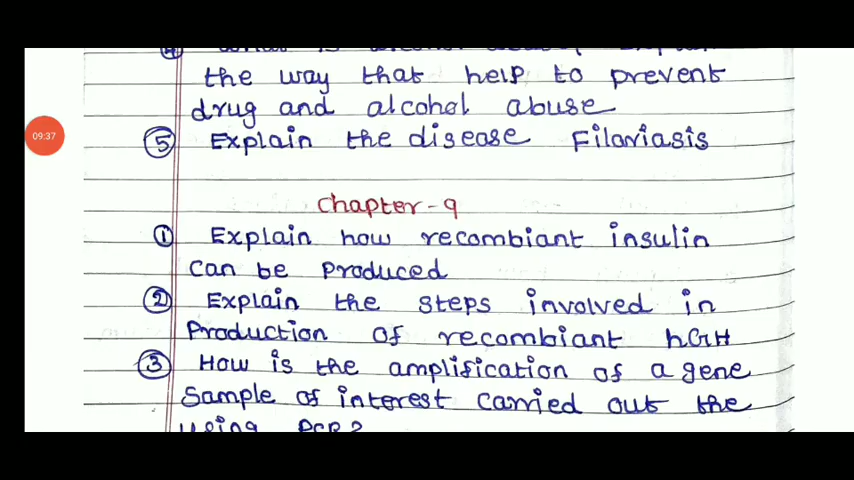 the way that help to prevent
drug and alcohol abuse
⑤ Explain the disease Filariasis
09:37
Chapter-9
① Explain how recombiant insulin
can be produced
② Explain the steps involved in
Production of recombiant hGH
③ How is the amplification of a gene
Sample of interest carried out the
using PCR?